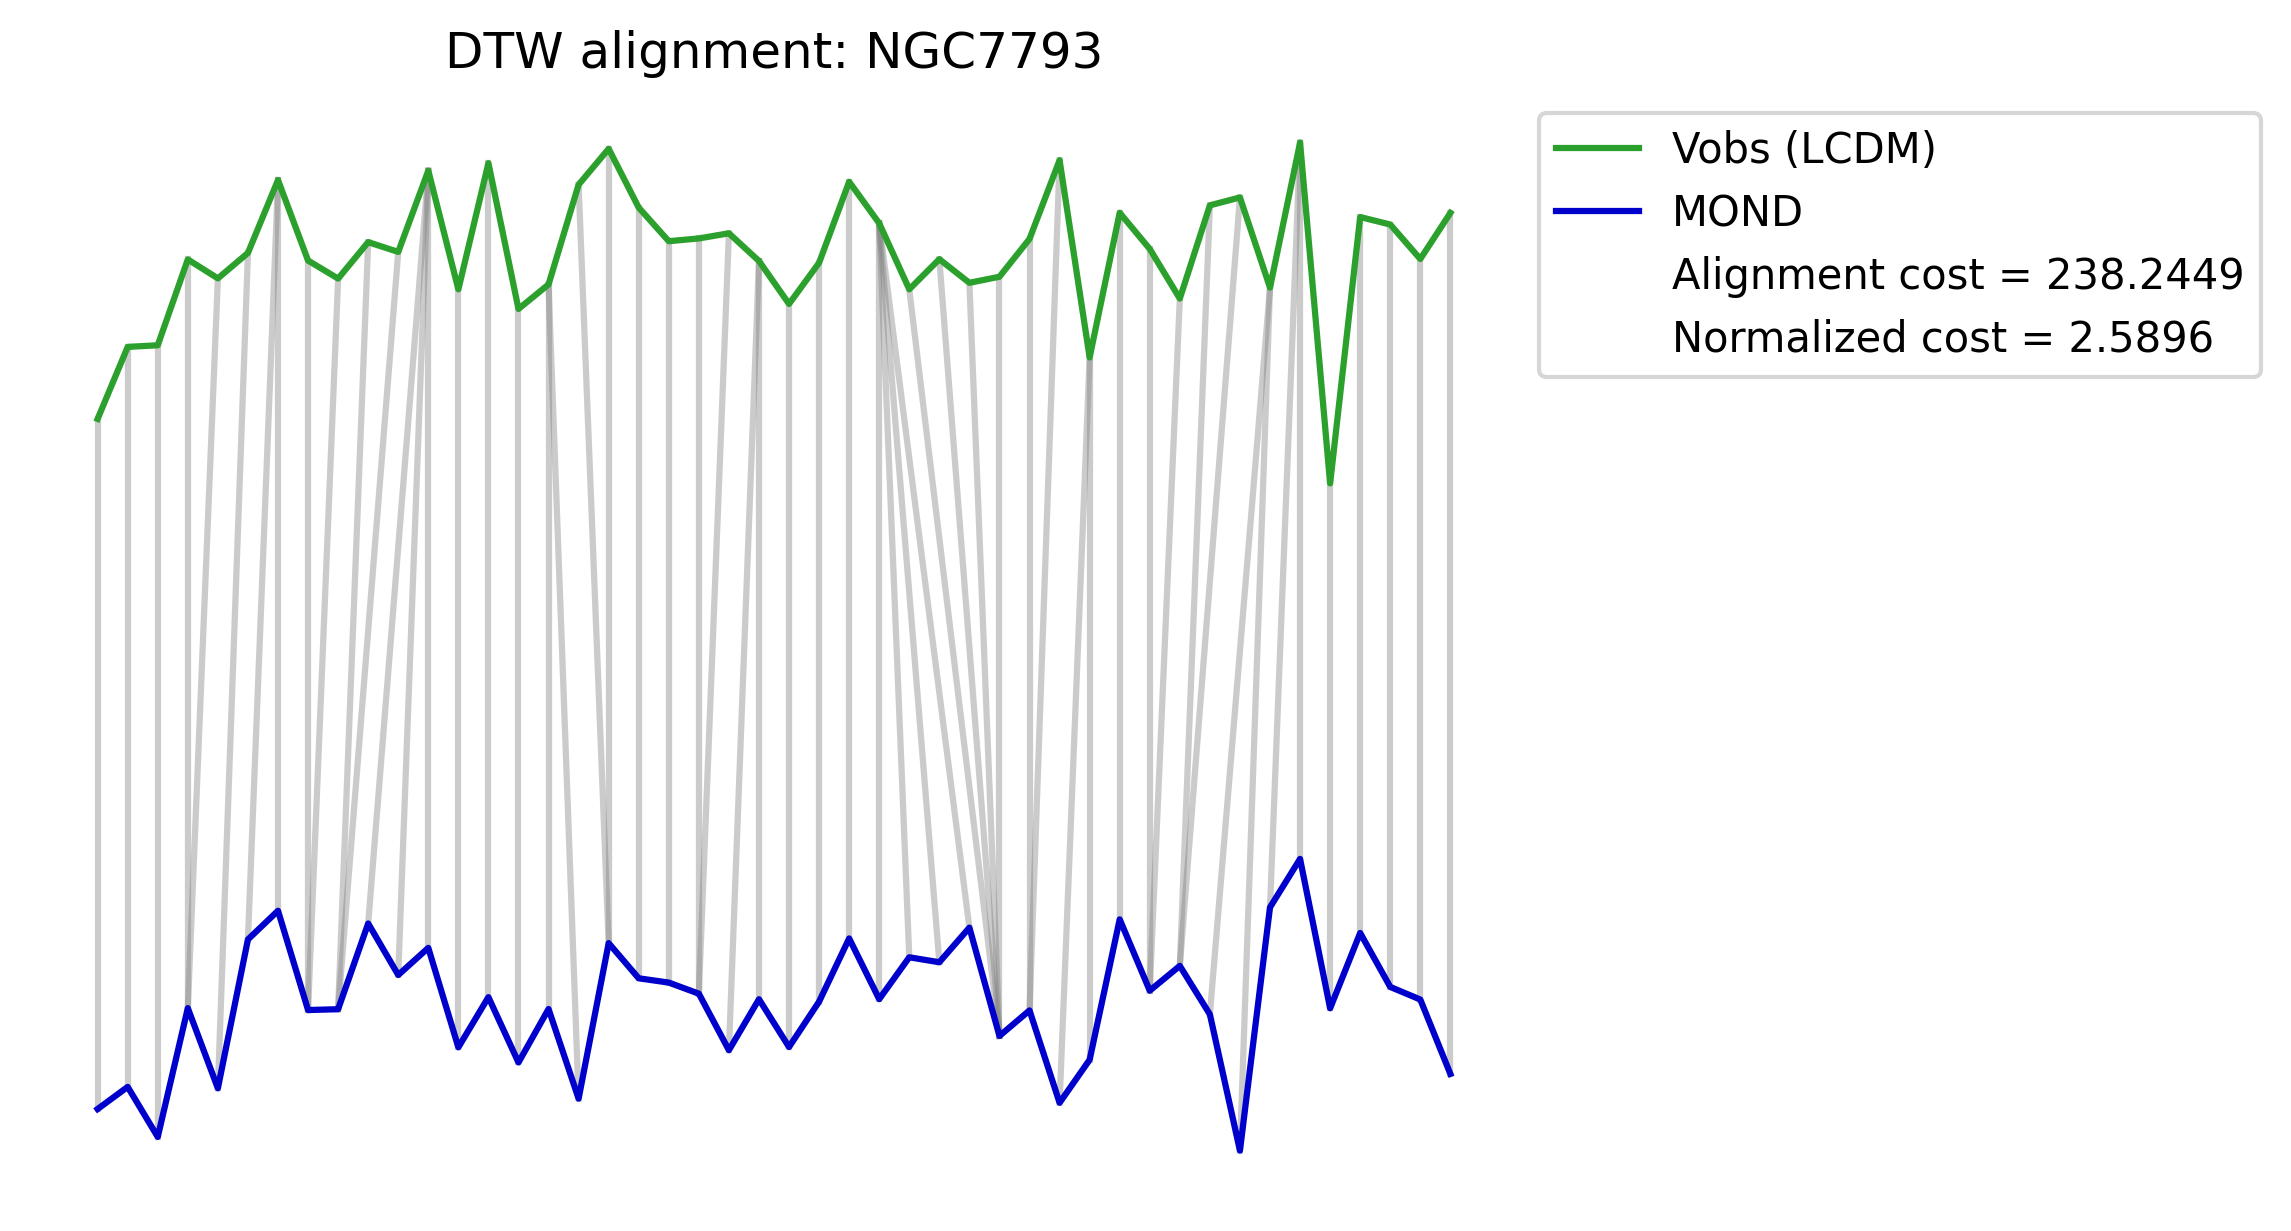 DTW alignment: NGC7793
Vobs (LCDM)
MOND
Alignment cost = 238.2449
Normalized cost = 2.5896